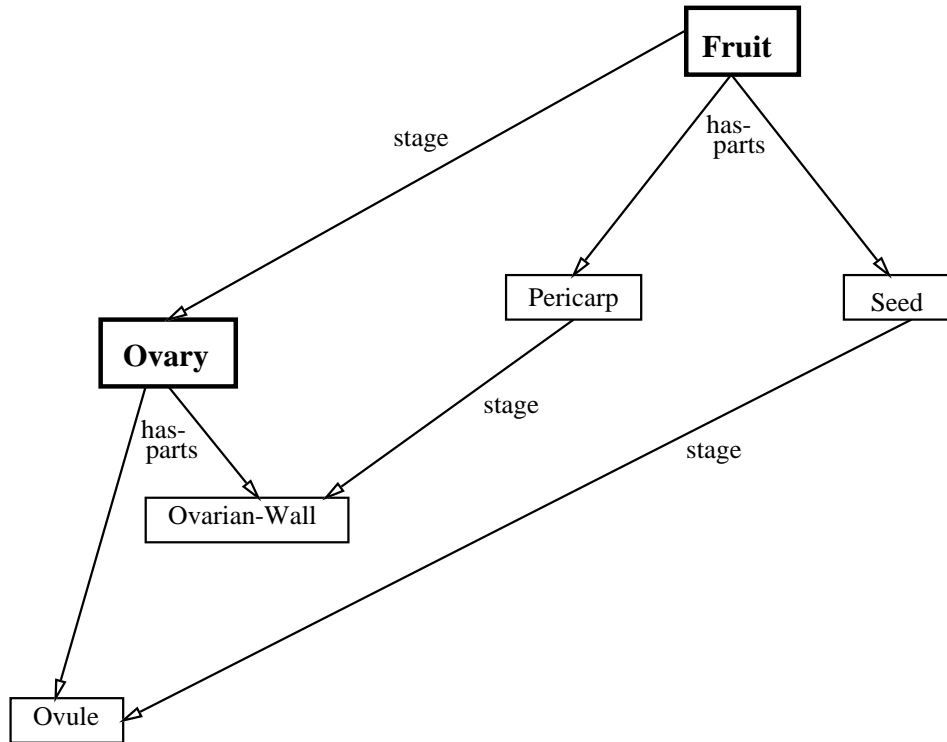 Fruit
stage
has-
parts
Pericarp
Seed
Ovary
stage
has-
parts
stage
Ovarian-Wall
Ovule